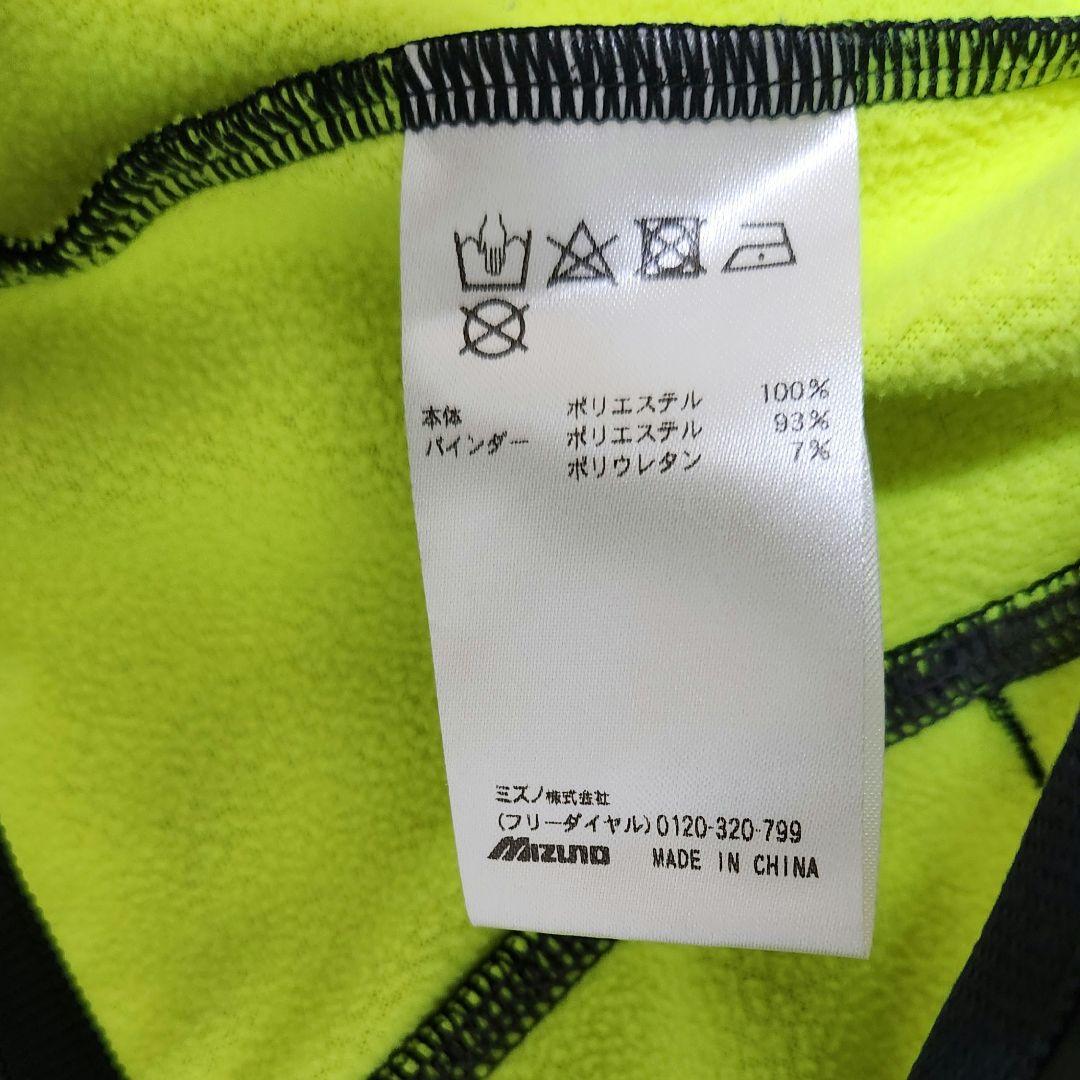 本体 ポリエステル 100%
バインダー ポリエステル 93%
ポリウレタン 7%
ミズノ株式会社
(フリーダイヤル)0120-320-799
MIZUNO MADE IN CHINA